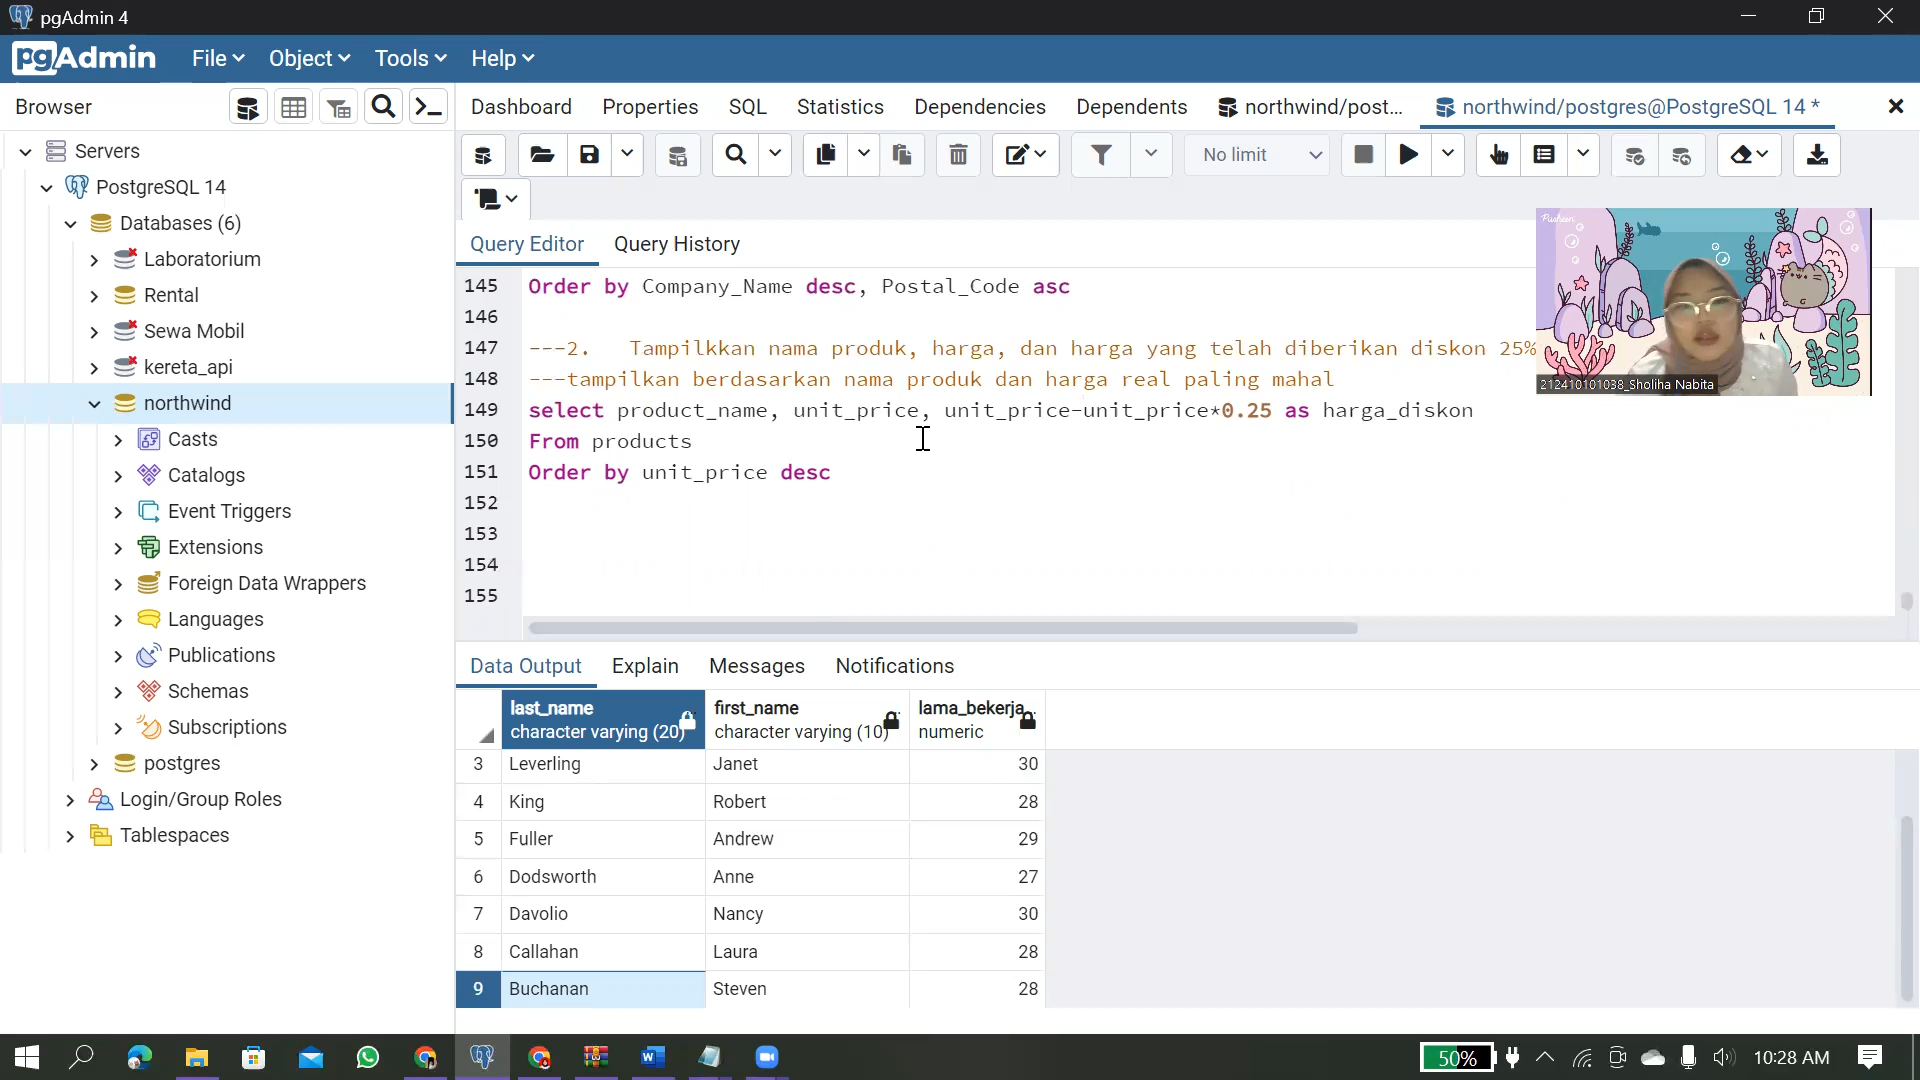 pgAdmin 4
pgAdmin File Object Tools Help
Browser
Dashboard Properties SQL Statistics Dependencies Dependents northwind/post... northwind/postgres@PostgreSQL 14 *
No limit
Servers
PostgreSQL 14
Databases (6)
Laboratorium
Rental
Sewa Mobil
kereta_api
northwind
Casts
Catalogs
Event Triggers
Extensions
Foreign Data Wrappers
Languages
Publications
Schemas
Subscriptions
postgres
Login/Group Roles
Tablespaces
Query Editor Query History
145 Order by Company_Name desc, Postal_Code asc
146
147 ---2. Tampilkkan nama produk, harga, dan harga yang telah diberikan diskon 25%
148 ---tampilkan berdasarkan nama produk dan harga real paling mahal
149 select product_name, unit_price, unit_price-unit_price*0.25 as harga_diskon
150 From products
151 Order by unit_price desc
152
153
154
155
Pusheen
212410101038_Sholiha Nabita
Data Output Explain Messages Notifications
last_name first_name lama_bekerja
character varying (20) character varying (10) numeric
3 Leverling Janet 30
4 King Robert 28
5 Fuller Andrew 29
6 Dodsworth Anne 27
7 Davolio Nancy 30
8 Callahan Laura 28
9 Buchanan Steven 28
50% 10:28 AM